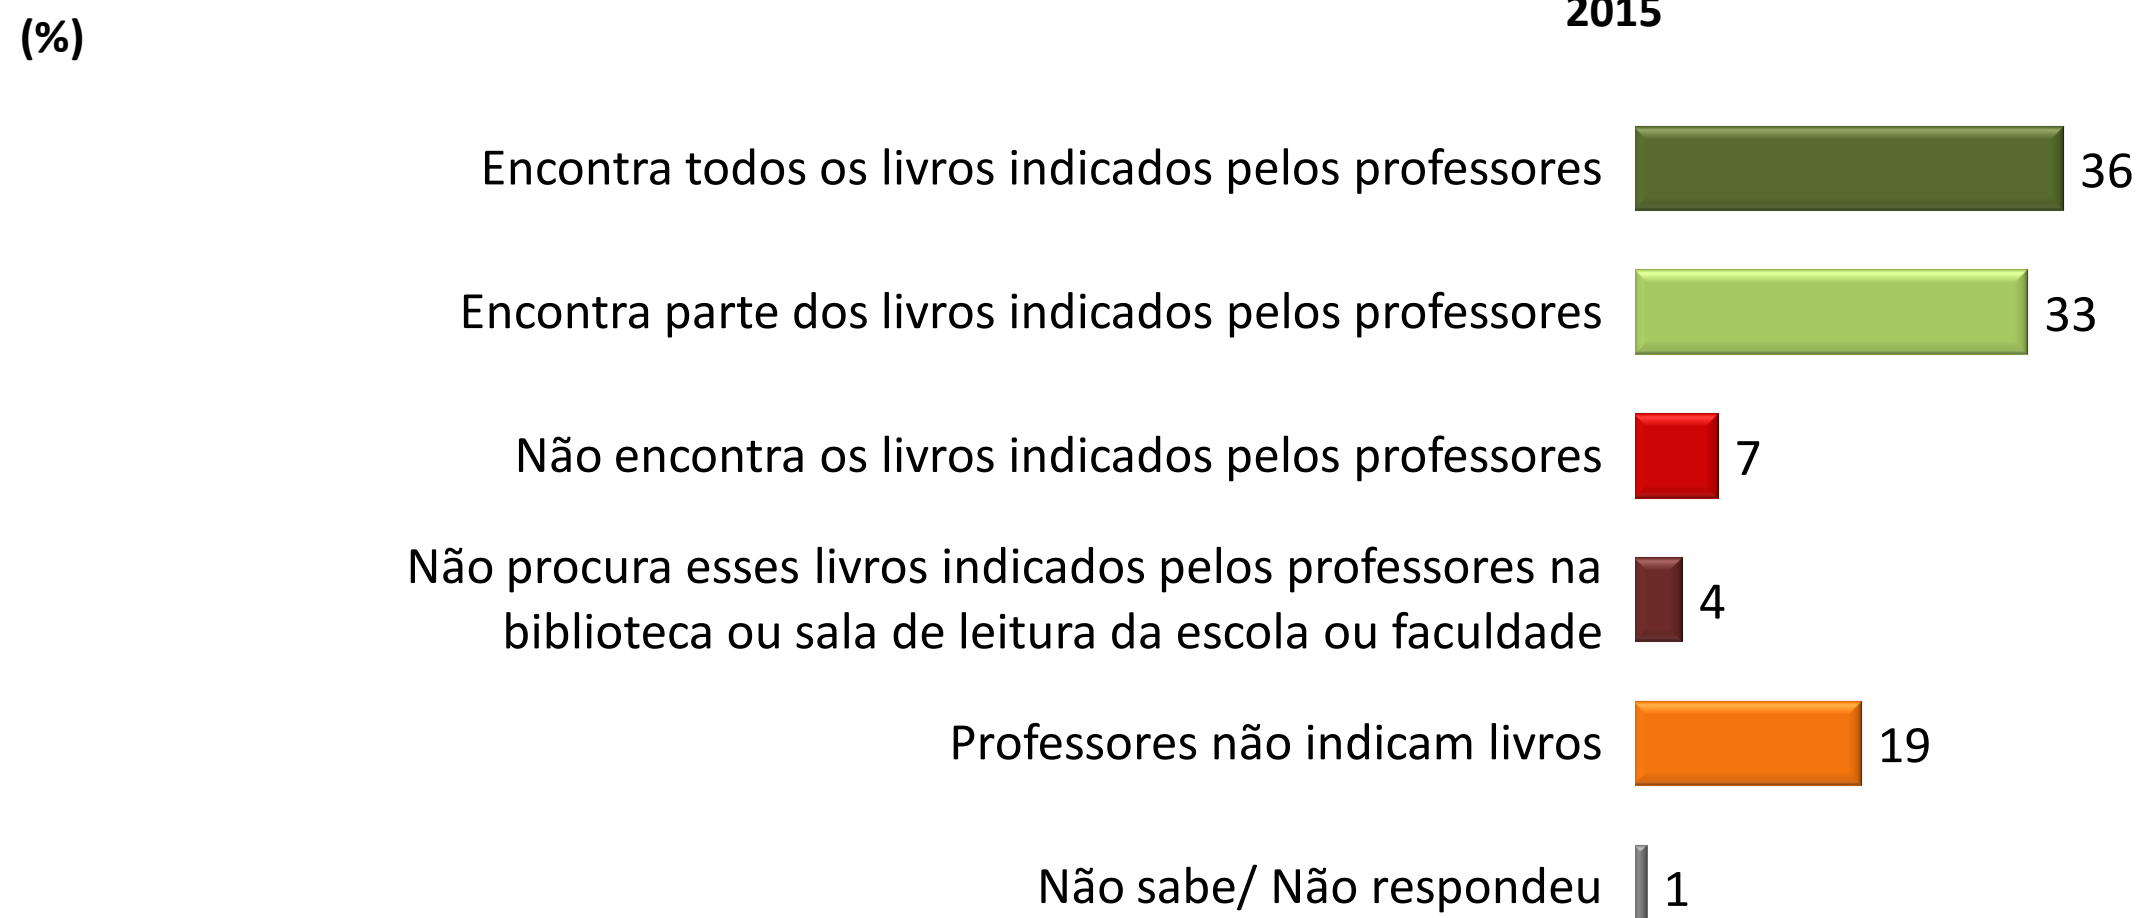 2015
(%)
Encontra todos os livros indicados pelos professores 36
Encontra parte dos livros indicados pelos professores 33
Não encontra os livros indicados pelos professores 7
Não procura esses livros indicados pelos professores na
biblioteca ou sala de leitura da escola ou faculdade 4
Professores não indicam livros 19
Não sabe/ Não respondeu 1